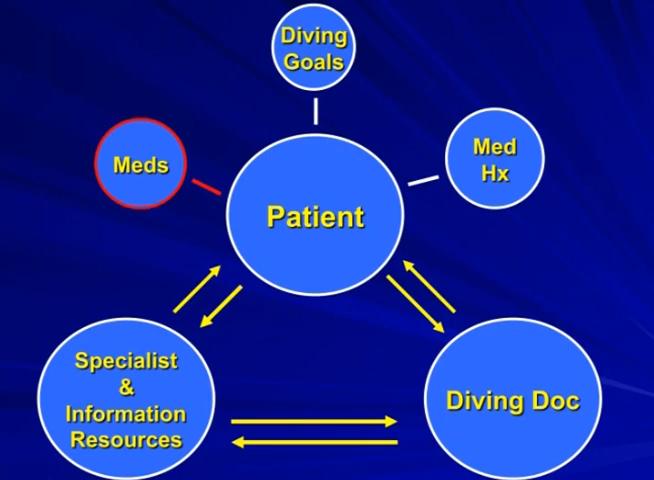 Diving
Goals
Meds
Med
Hx
Patient
Specialist
&
Information
Resources
Diving Doc